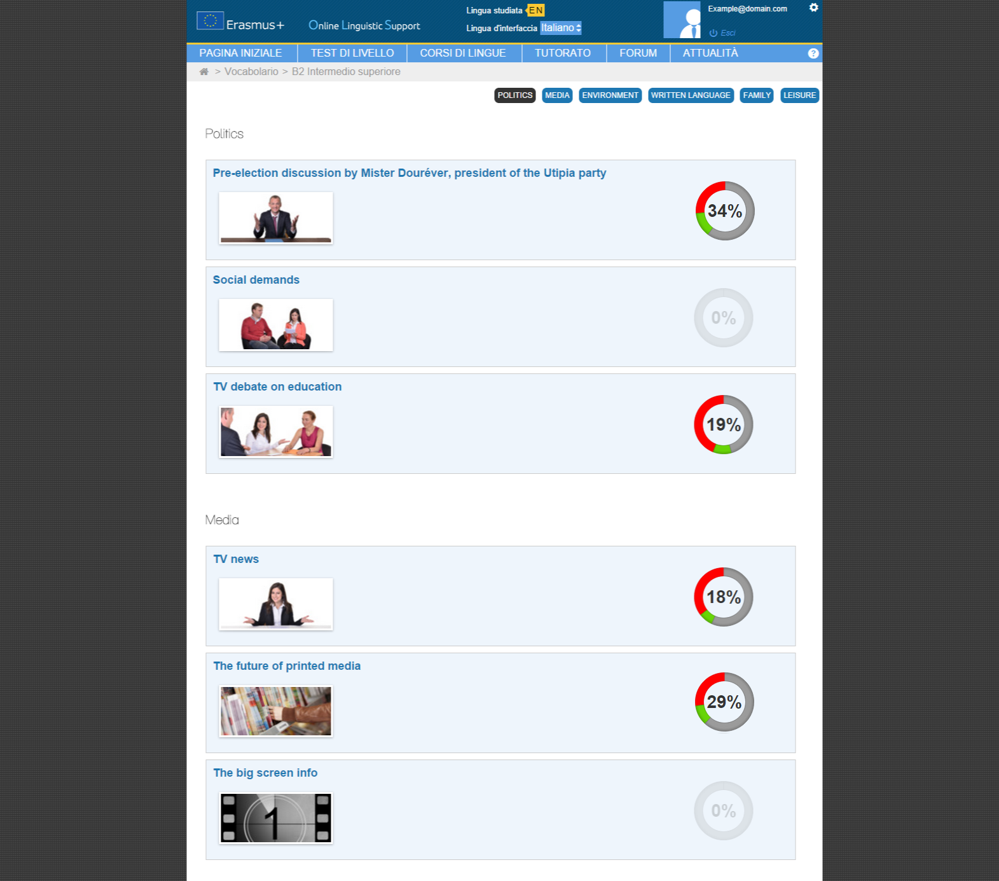 Erasmus+
Online Linguistic Support
Lingua studiata EN
Lingua d'interfaccia Italiano
Example@domain.com
Esci
PAGINA INIZIALE
TEST DI LIVELLO
CORSI DI LINGUE
TUTORATO
FORUM
ATTUALITÀ
?
> Vocabolario > B2 Intermedio superiore
POLITICS
MEDIA
ENVIRONMENT
WRITTEN LANGUAGE
FAMILY
LEISURE
Politics
Pre-election discussion by Mister Douréver, president of the Utipia party
34%
Social demands
0%
TV debate on education
19%
Media
TV news
18%
The future of printed media
29%
The big screen info
1
0%